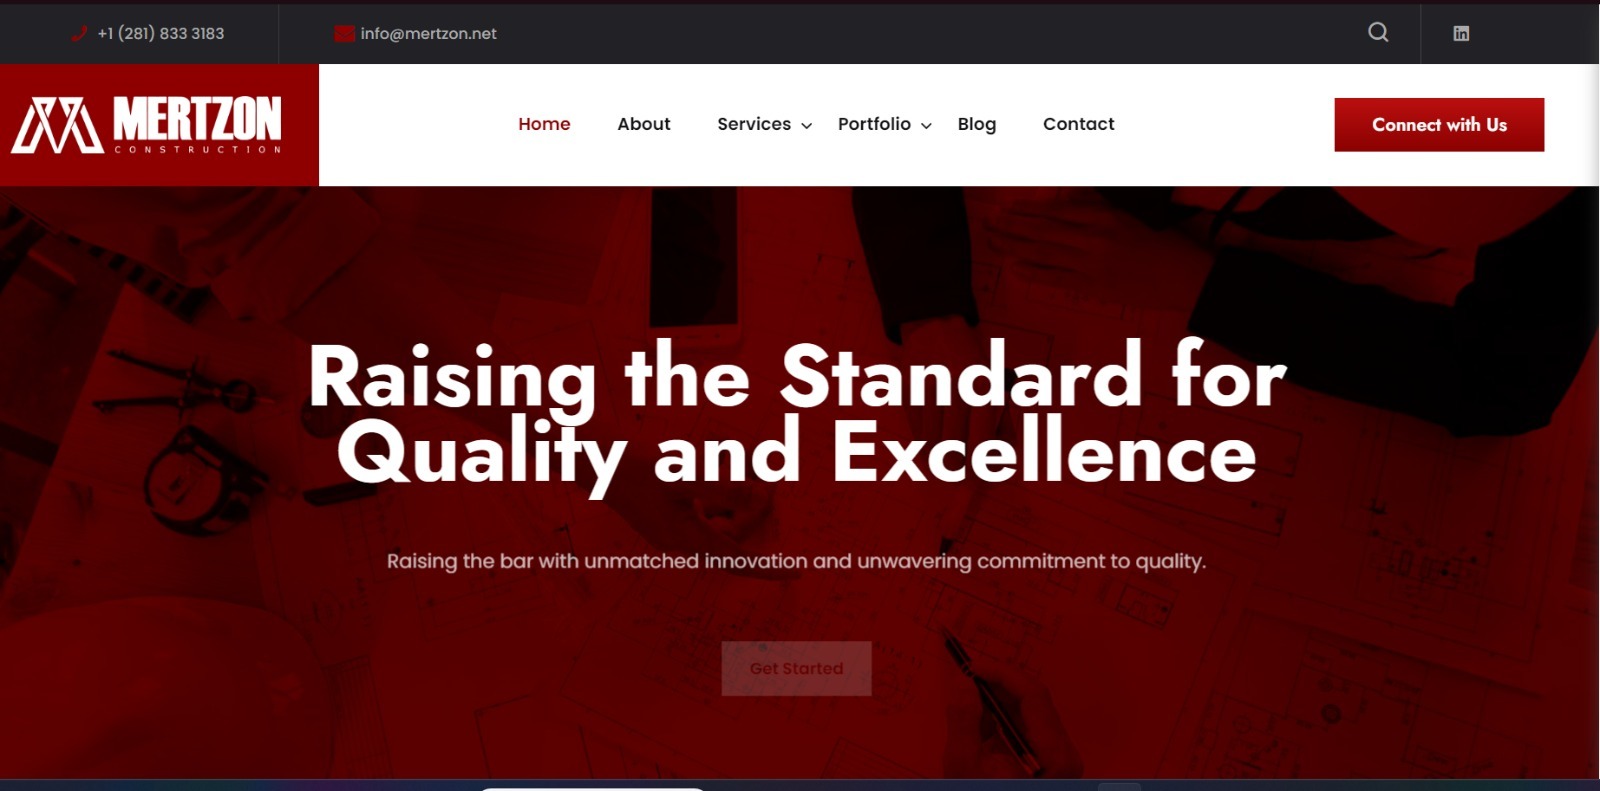 +1 (281) 833 3183
info@mertzon.net
MERTZON
CONSTRUCTION
Home
About
Services
Portfolio
Blog
Contact
Connect with Us
Raising the Standard for
Quality and Excellence
Raising the bar with unmatched innovation and unwavering commitment to quality.
Get Started